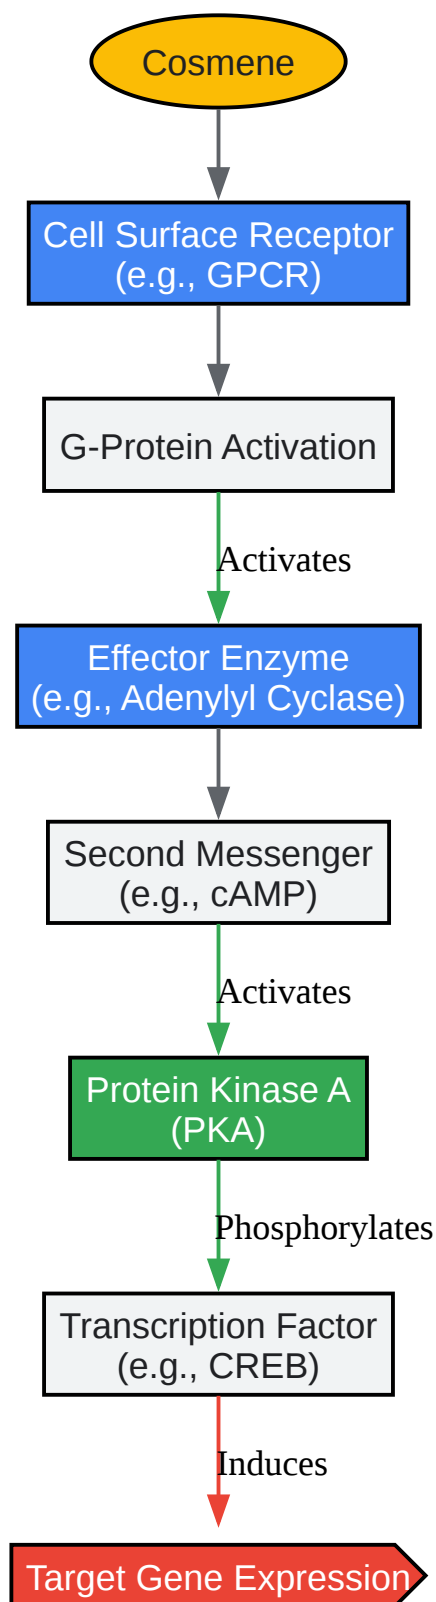 Cosmene
Cell Surface Receptor
(e.g., GPCR)
G-Protein Activation
Activates
Effector Enzyme
(e.g., Adenylyl Cyclase)
Second Messenger
(e.g., cAMP)
Activates
Protein Kinase A
(PKA)
Phosphorylates
Transcription Factor
(e.g., CREB)
Induces
Target Gene Expression